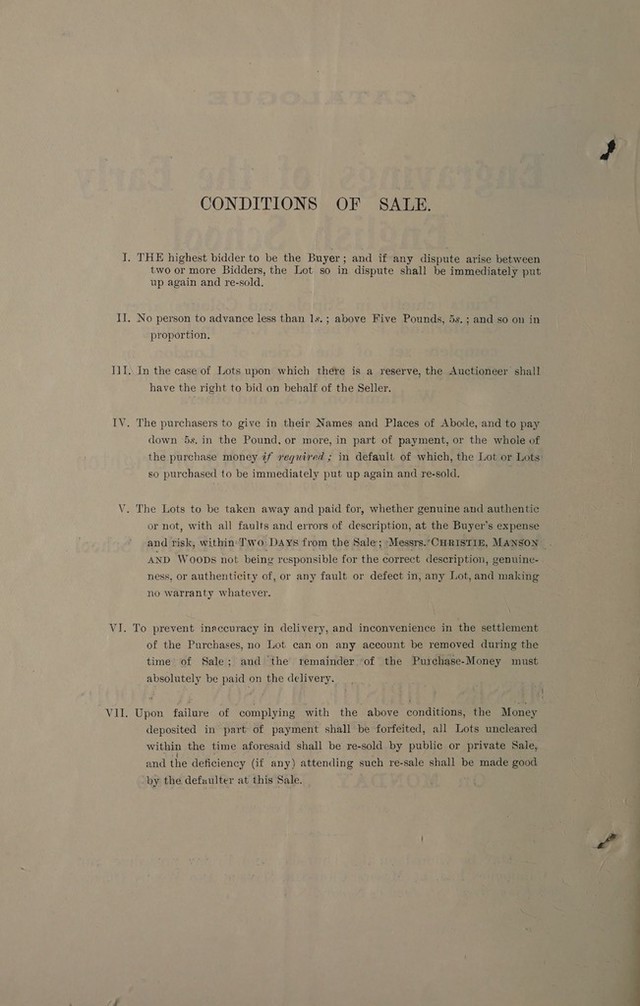 CONDITIONS OF SALE.
I. THE highest bidder to be the Buyer; and if any dispute arise between
two or more Bidders, the Lot so in dispute shall be immediately put
up again and re-sold.
II. No person to advance less than 1s.; above Five Pounds, 5s.; and so on in
proportion.
III. In the case of Lots upon which there is a reserve, the Auctioneer shall
have the right to bid on behalf of the Seller.
IV. The purchasers to give in their Names and Places of Abode, and to pay
down 5s. in the Pound, or more, in part of payment, or the whole of
the purchase money if required; in default of which, the Lot or Lots
so purchased to be immediately put up again and re-sold.
V. The Lots to be taken away and paid for, whether genuine and authentic
or not, with all faults and errors of description, at the Buyer's expense
and risk, within TWO DAYS from the Sale; Messrs. CHRISTIE, MANSON
AND WOODS not being responsible for the correct description, genuine-
ness, or authenticity of, or any fault or defect in, any Lot, and making
no warranty whatever.
VI. To prevent inaccuracy in delivery, and inconvenience in the settlement
of the Purchases, no Lot can on any account be removed during the
time of Sale; and the remainder of the Purchase-Money must
absolutely be paid on the delivery.
VII. Upon failure of complying with the above conditions, the Money
deposited in part of payment shall be forfeited, all Lots uncleared
within the time aforesaid shall be re-sold by public or private Sale,
and the deficiency (if any) attending such re-sale shall be made good
by the defaulter at this Sale.